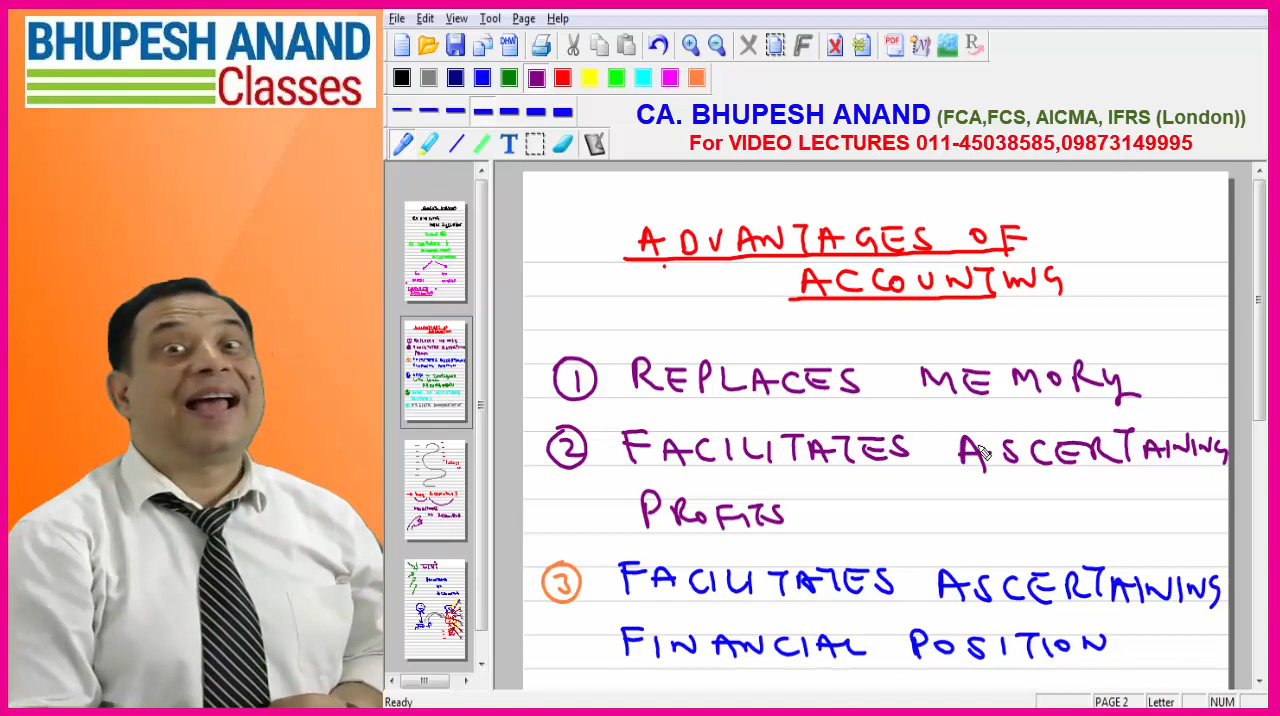 BHUPESH ANAND
Classes
File Edit View Tool Page Help
CA. BHUPESH ANAND (FCA,FCS, AICMA, IFRS (London))
For VIDEO LECTURES 011-45038585,09873149995
ADVANTAGES OF
ACCOUNTING
1 REPLACES MEMORY
2 FACILITATES ASCERTAINING
PROFITS
3 FACILITATES ASCERTAINING
FINANCIAL POSITION
Ready PAGE 2 Letter NUM